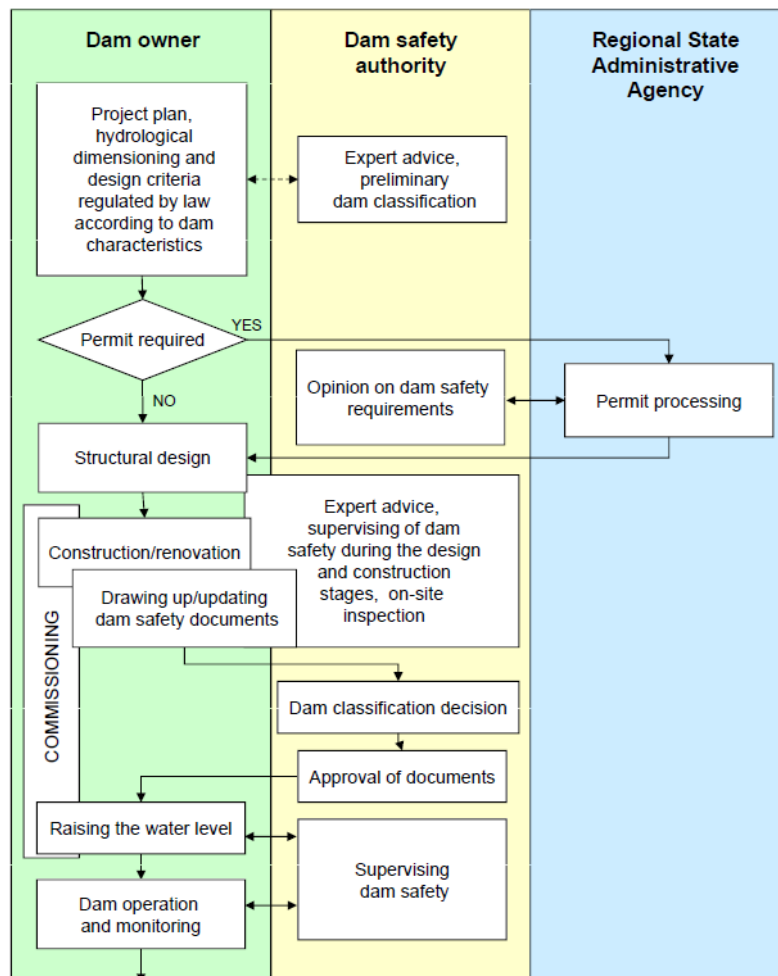 Dam owner
Dam safety
authority
Regional State
Administrative
Agency
Project plan,
hydrological
dimensioning and
design criteria
regulated by law
according to dam
characteristics
Expert advice,
preliminary
dam classification
Permit required
YES
NO
Opinion on dam safety
requirements
Permit processing
Structural design
Expert advice,
supervising of dam
safety during the design
and construction
stages, on-site
inspection
COMMISSIONING
Construction/renovation
Drawing up/updating
dam safety documents
Dam classification decision
Approval of documents
Raising the water level
Supervising
dam safety
Dam operation
and monitoring